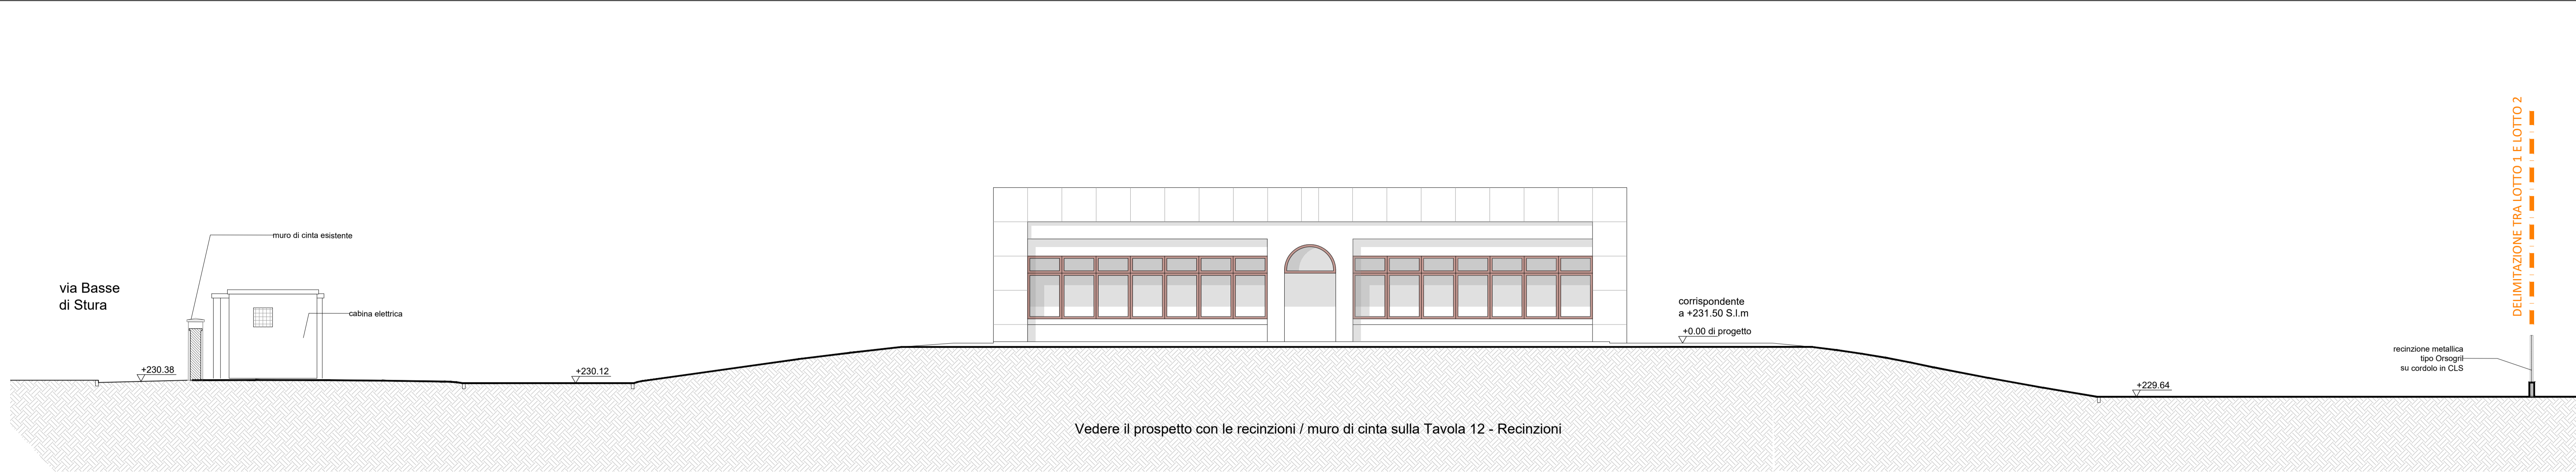 via Basse
di Stura
muro di cinta esistente
cabina elettrica
+230.38
+230.12
corrispondente
a +231.50 S.l.m
+0.00 di progetto
+229.64
recinzione metallica
tipo Orsogril
su cordolo in CLS
DELIMITAZIONE TRA LOTTO 1 E LOTTO 2
Vedere il prospetto con le recinzioni / muro di cinta sulla Tavola 12 - Recinzioni